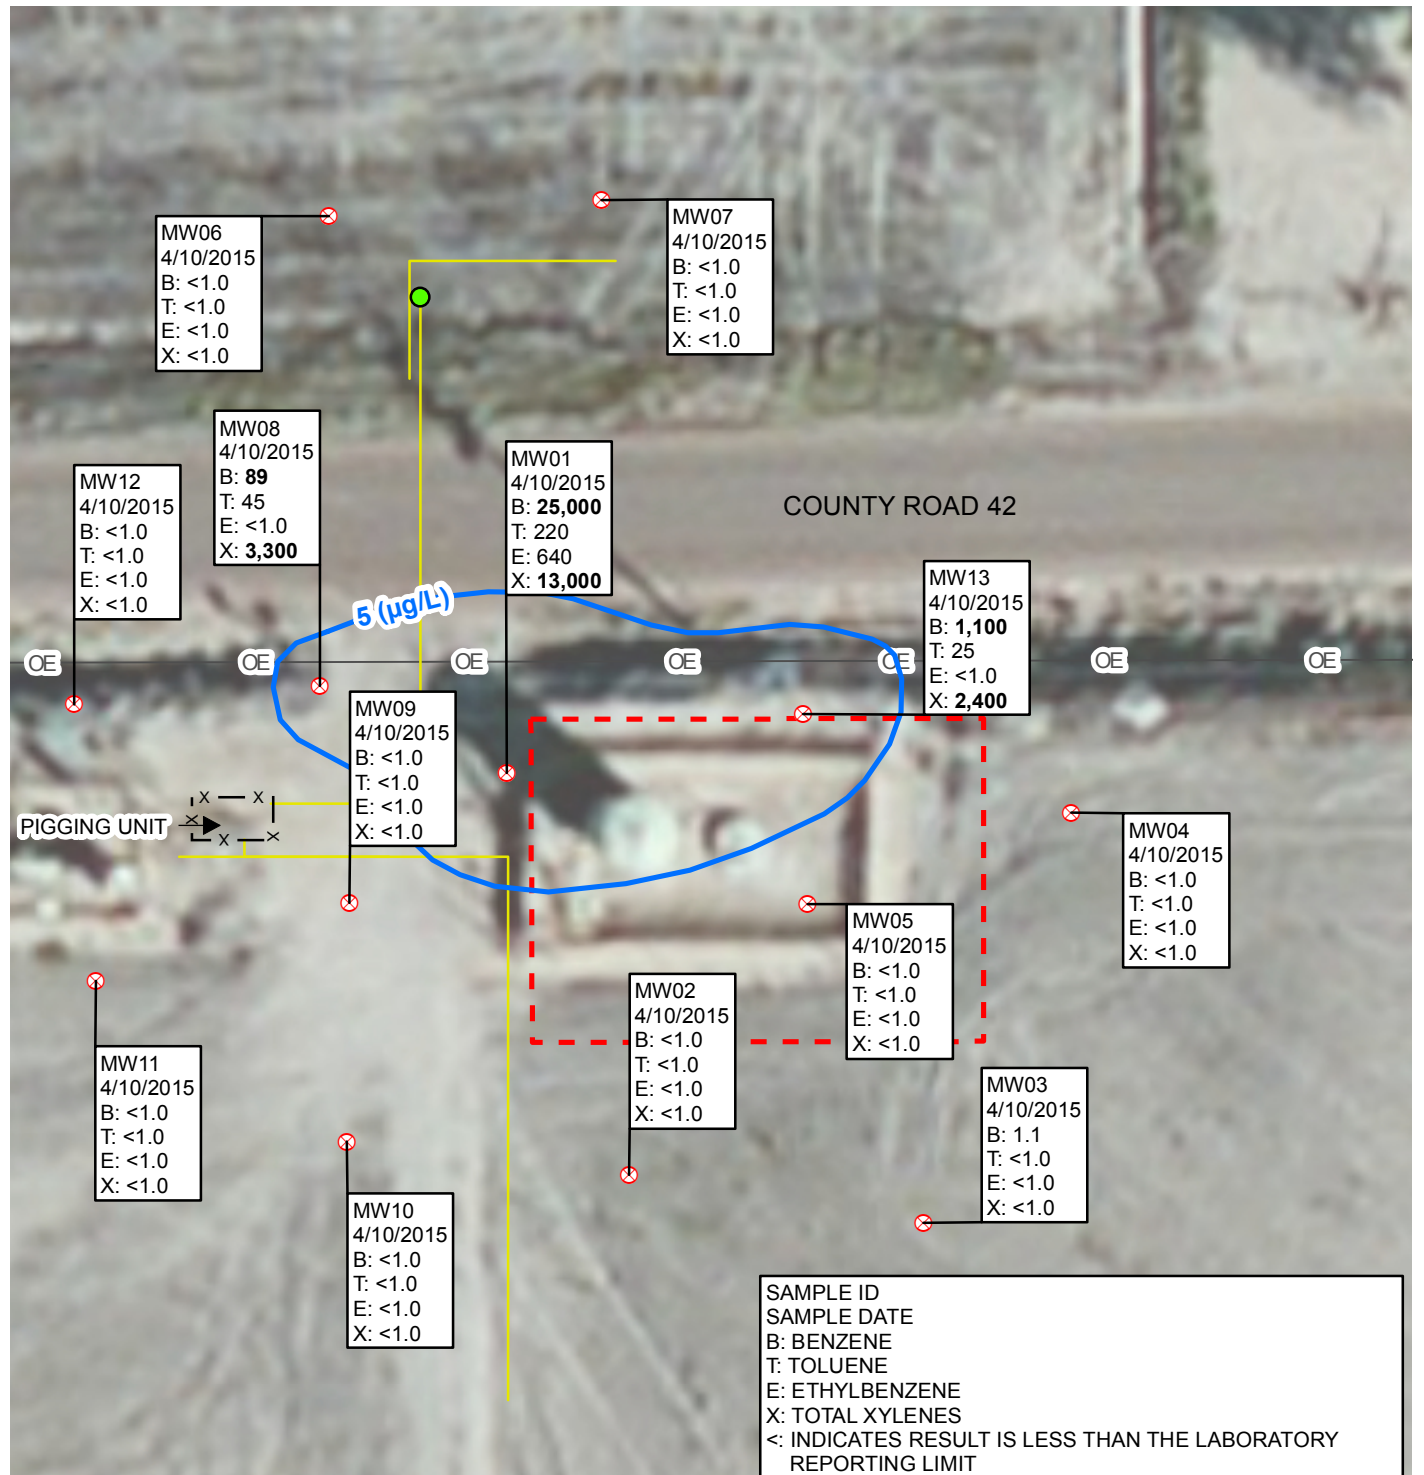 MW06
4/10/2015
B: <1.0
T: <1.0
E: <1.0
X: <1.0
MW07
4/10/2015
B: <1.0
T: <1.0
E: <1.0
X: <1.0
MW08
4/10/2015
B: 89
T: 45
E: <1.0
X: 3,300
MW01
4/10/2015
B: 25,000
T: 220
E: 640
X: 13,000
MW12
4/10/2015
B: <1.0
T: <1.0
E: <1.0
X: <1.0
COUNTY ROAD 42
MW13
4/10/2015
B: 1,100
T: 25
E: <1.0
X: 2,400
5 (µg/L)
OE OE OE OE OE OE OE
MW09
4/10/2015
B: <1.0
T: <1.0
E: <1.0
X: <1.0
X X
X
X X
PIGGING UNIT
MW04
4/10/2015
B: <1.0
T: <1.0
E: <1.0
X: <1.0
MW05
4/10/2015
B: <1.0
T: <1.0
E: <1.0
X: <1.0
MW02
4/10/2015
B: <1.0
T: <1.0
E: <1.0
X: <1.0
MW11
4/10/2015
B: <1.0
T: <1.0
E: <1.0
X: <1.0
MW03
4/10/2015
B: 1.1
T: <1.0
E: <1.0
X: <1.0
MW10
4/10/2015
B: <1.0
T: <1.0
E: <1.0
X: <1.0
SAMPLE ID
SAMPLE DATE
B: BENZENE
T: TOLUENE
E: ETHYLBENZENE
X: TOTAL XYLENES
<: INDICATES RESULT IS LESS THAN THE LABORATORY
REPORTING LIMIT